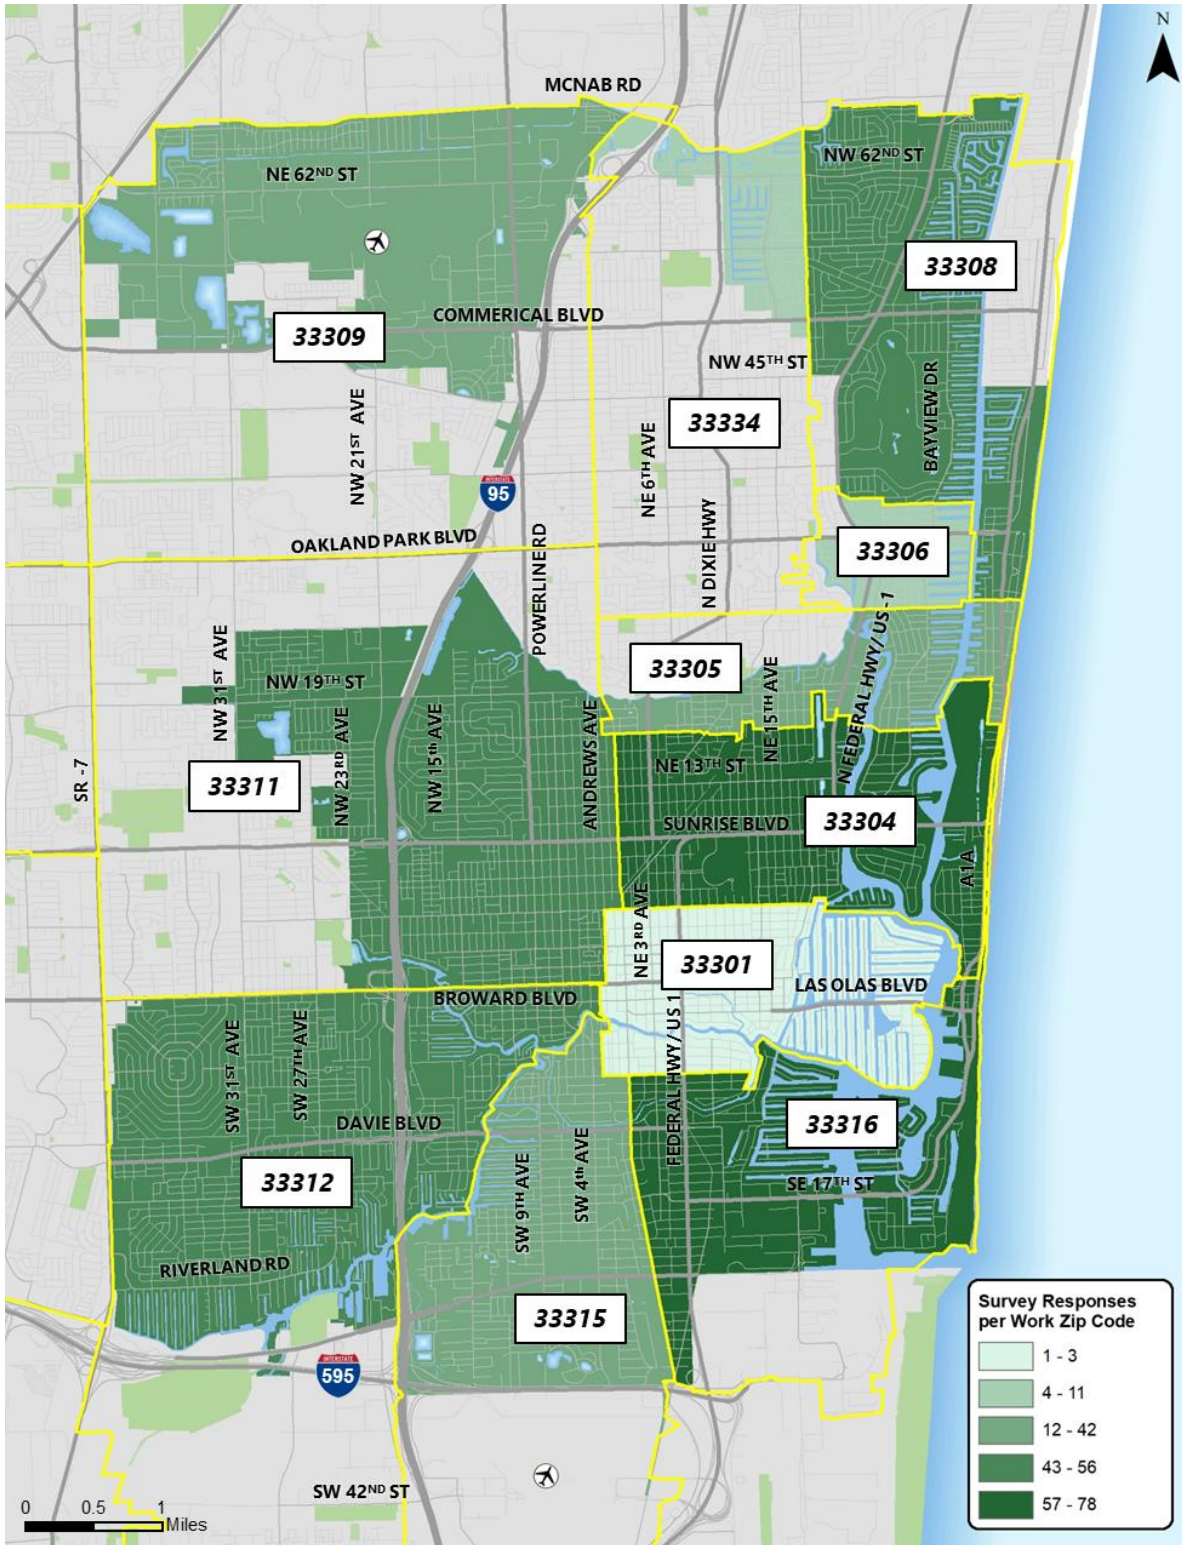 N
MCNAB RD
NE 62ND ST
NW 62ND ST
33308
COMMERICAL BLVD
33309
NW 45TH ST
BAYVIEW DR
NW 21ST AVE
33334
NE 6TH AVE
INTERSTATE
95
N DIXIE HWY
OAKLAND PARK BLVD
POWERLINE RD
33306
N FEDERAL HWY/ US -1
NW 31ST AVE
33305
NW 19TH ST
NE 15TH AVE
NW 23RD AVE
NW 15th AVE
ANDREWS AVE
SR -7
33311
NE 13TH ST
33304
SUNRISE BLVD
A1A
NE 3RD AVE
33301
LAS OLAS BLVD
BROWARD BLVD
FEDERAL HWY/ US 1
SW 31ST AVE
SW 27TH AVE
DAVIE BLVD
33316
SW 9TH AVE
SW 4th AVE
33312
SE 17TH ST
RIVERLAND RD
33315
INTERSTATE
595
SW 42ND ST
0 0.5 1
Miles
Survey Responses
per Work Zip Code
1 - 3
4 - 11
12 - 42
43 - 56
57 - 78